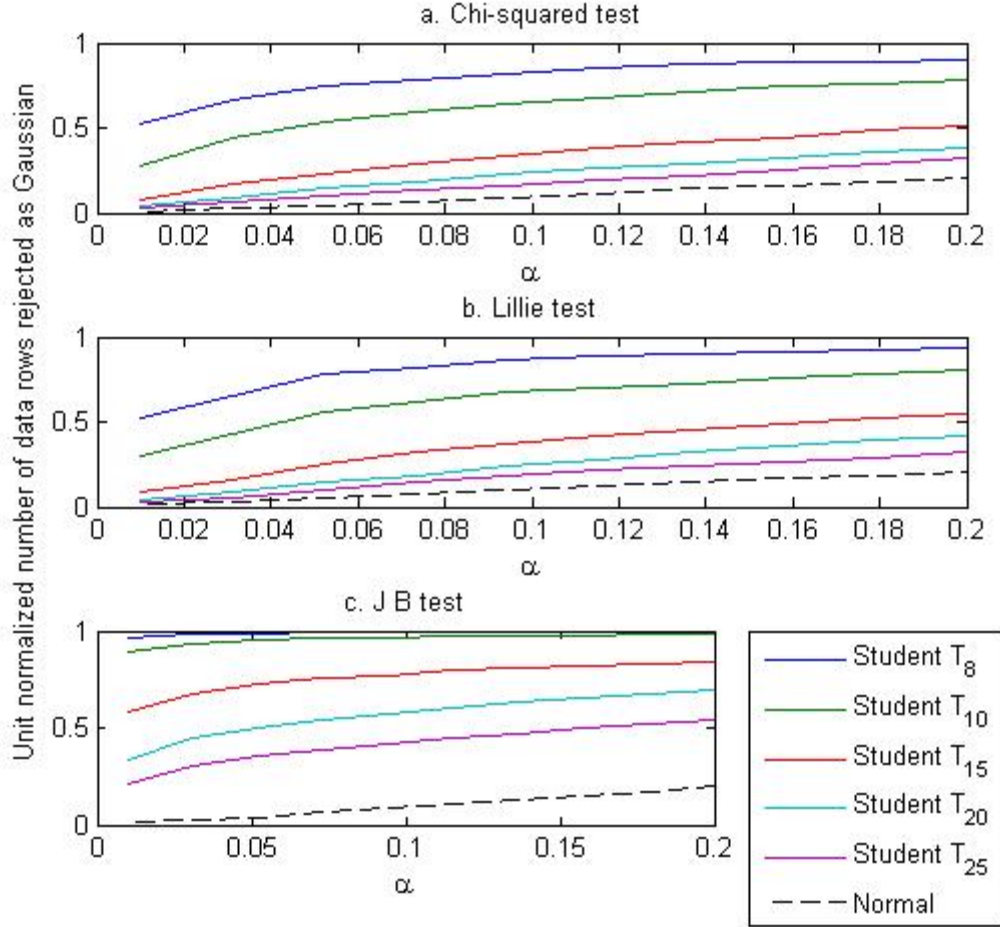 a. Chi-squared test
1
0.5
0
0 0.02 0.04 0.06 0.08 0.1 0.12 0.14 0.16 0.18 0.2
α
Unit normalized number of data rows rejected as Gaussian
b. Lillie test
1
0.5
0
0 0.02 0.04 0.06 0.08 0.1 0.12 0.14 0.16 0.18 0.2
α
c. J B test
1
0.5
0
0 0.05 0.1 0.15 0.2
α
Student T8
Student T10
Student T15
Student T20
Student T25
Normal